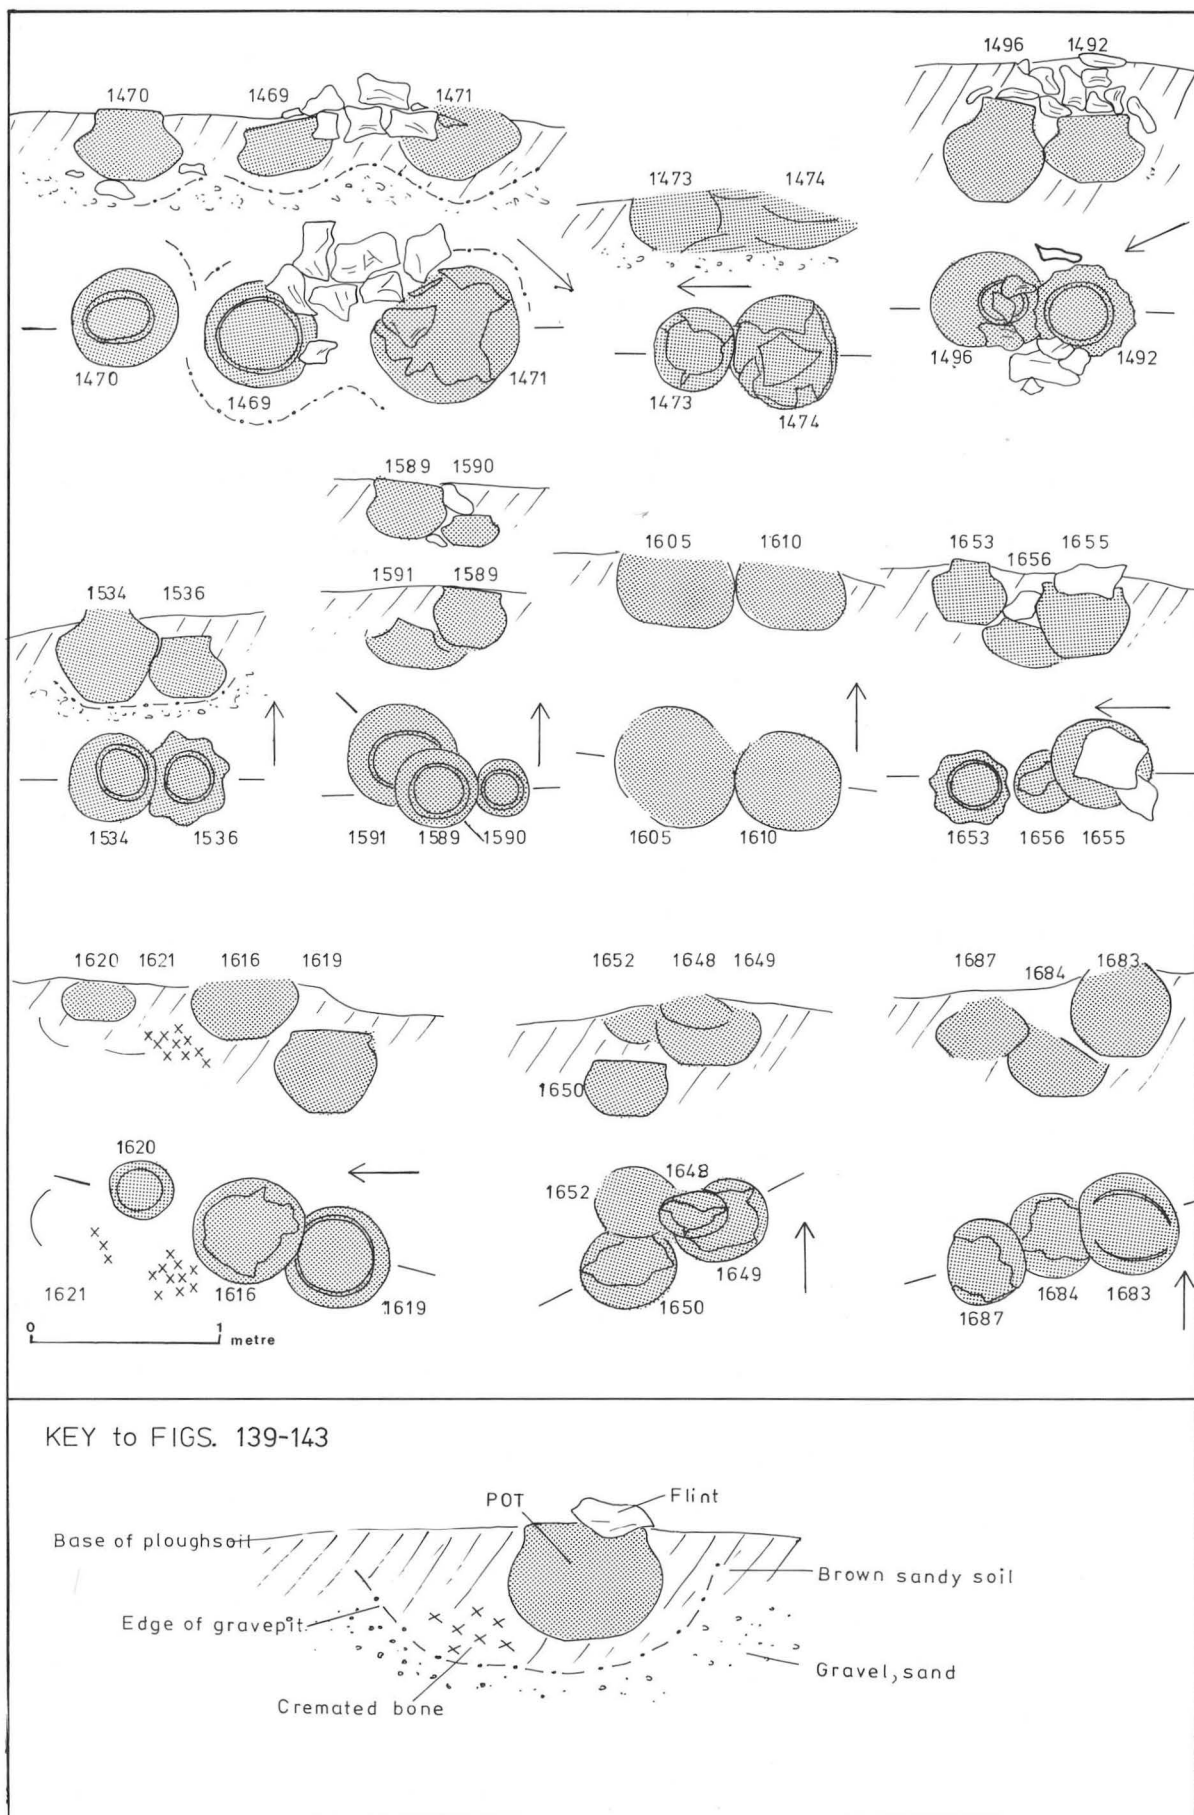 1470 1469 1471
1496 1492
1473 1474
1470
1469
1471
1473
1474
1496
1492
1589 1590
1591 1589
1534 1536
1605 1610
1653 1656 1655
1534 1536
1591 1589 1590
1605 1610
1653 1656 1655
1620 1621 1616 1619
1652 1648 1649
1650
1687 1684 1683
1620
1621
1616
1619
1652
1648
1649
1650
1687
1684
1683
0 1 metre
KEY to FIGS. 139-143
POT
Flint
Base of ploughsoil
Brown sandy soil
Edge of gravepit
Gravel, sand
Cremated bone